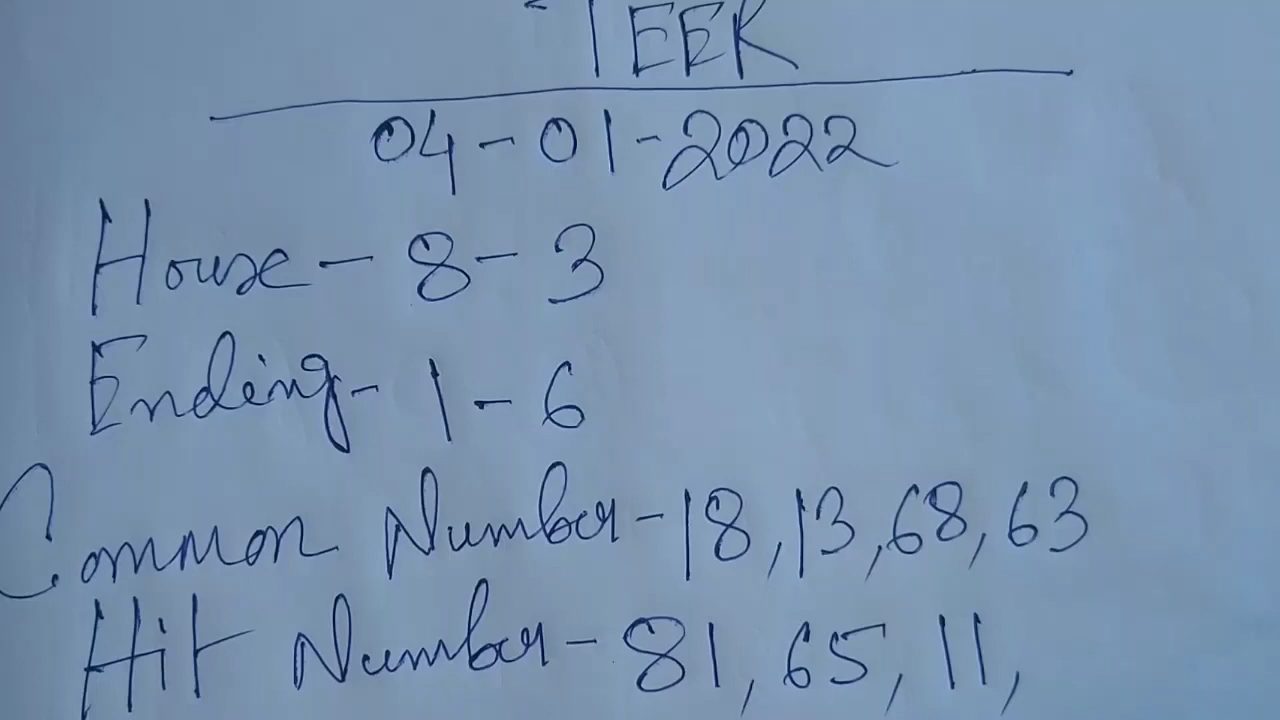 TEER
04-01-2022
House - 8 - 3
Ending - 1 - 6
Common Number - 18, 13, 68, 63
Hit Number - 81, 65, 11,